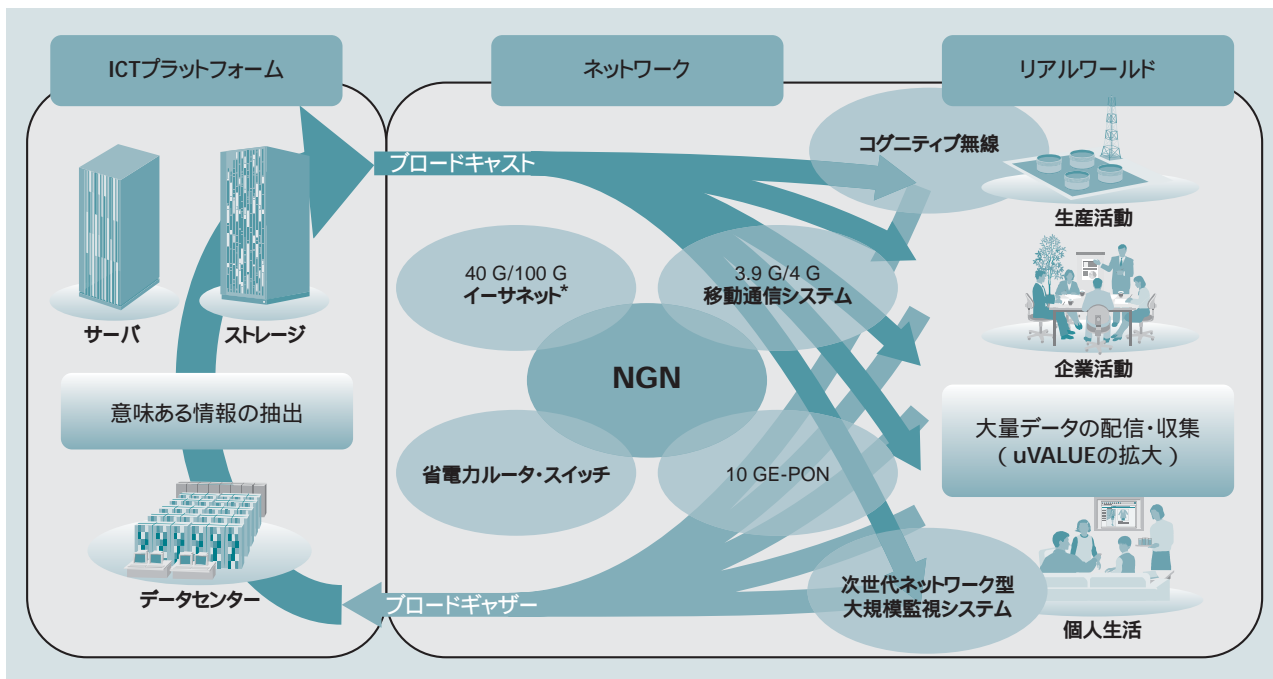 ICTプラットフォーム
ネットワーク
リアルワールド
ブロードキャスト
コグニティブ無線
生産活動
40 G/100 G
イーサネット*
3.9 G/4 G
移動通信システム
サーバ
ストレージ
企業活動
NGN
意味ある情報の抽出
大量データの配信・収集
(uVALUEの拡大)
省電力ルータ・スイッチ
10 GE-PON
データセンター
ブロードギャザー
次世代ネットワーク型
大規模監視システム
個人生活